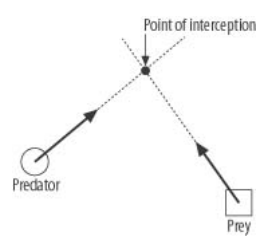 Point of interception
Predator
Prey